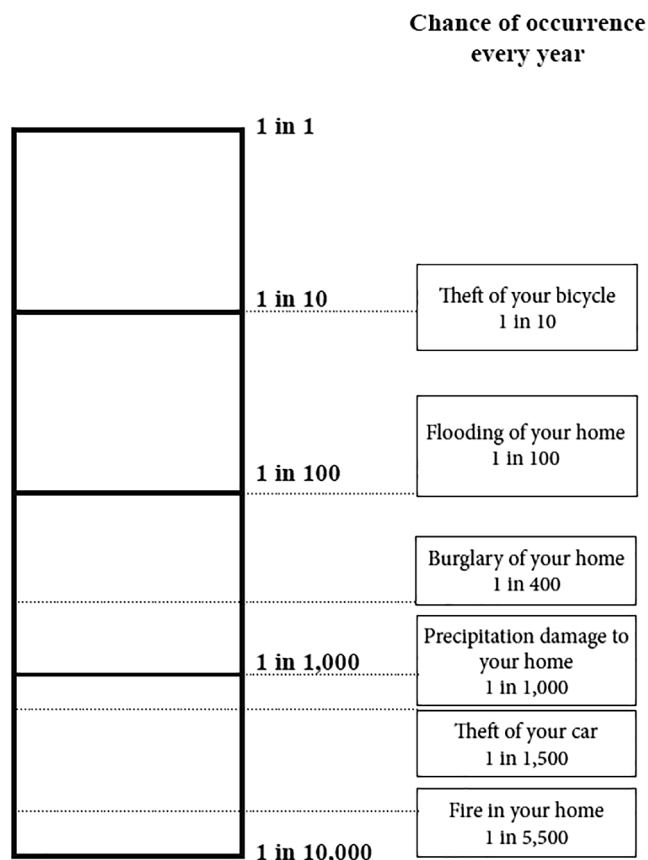 Chance of occurrence
every year
1 in 1
1 in 10
Theft of your bicycle
1 in 10
Flooding of your home
1 in 100
1 in 100
Burglary of your home
1 in 400
Precipitation damage to
your home
1 in 1,000
1 in 1,000
Theft of your car
1 in 1,500
Fire in your home
1 in 5,500
1 in 10,000